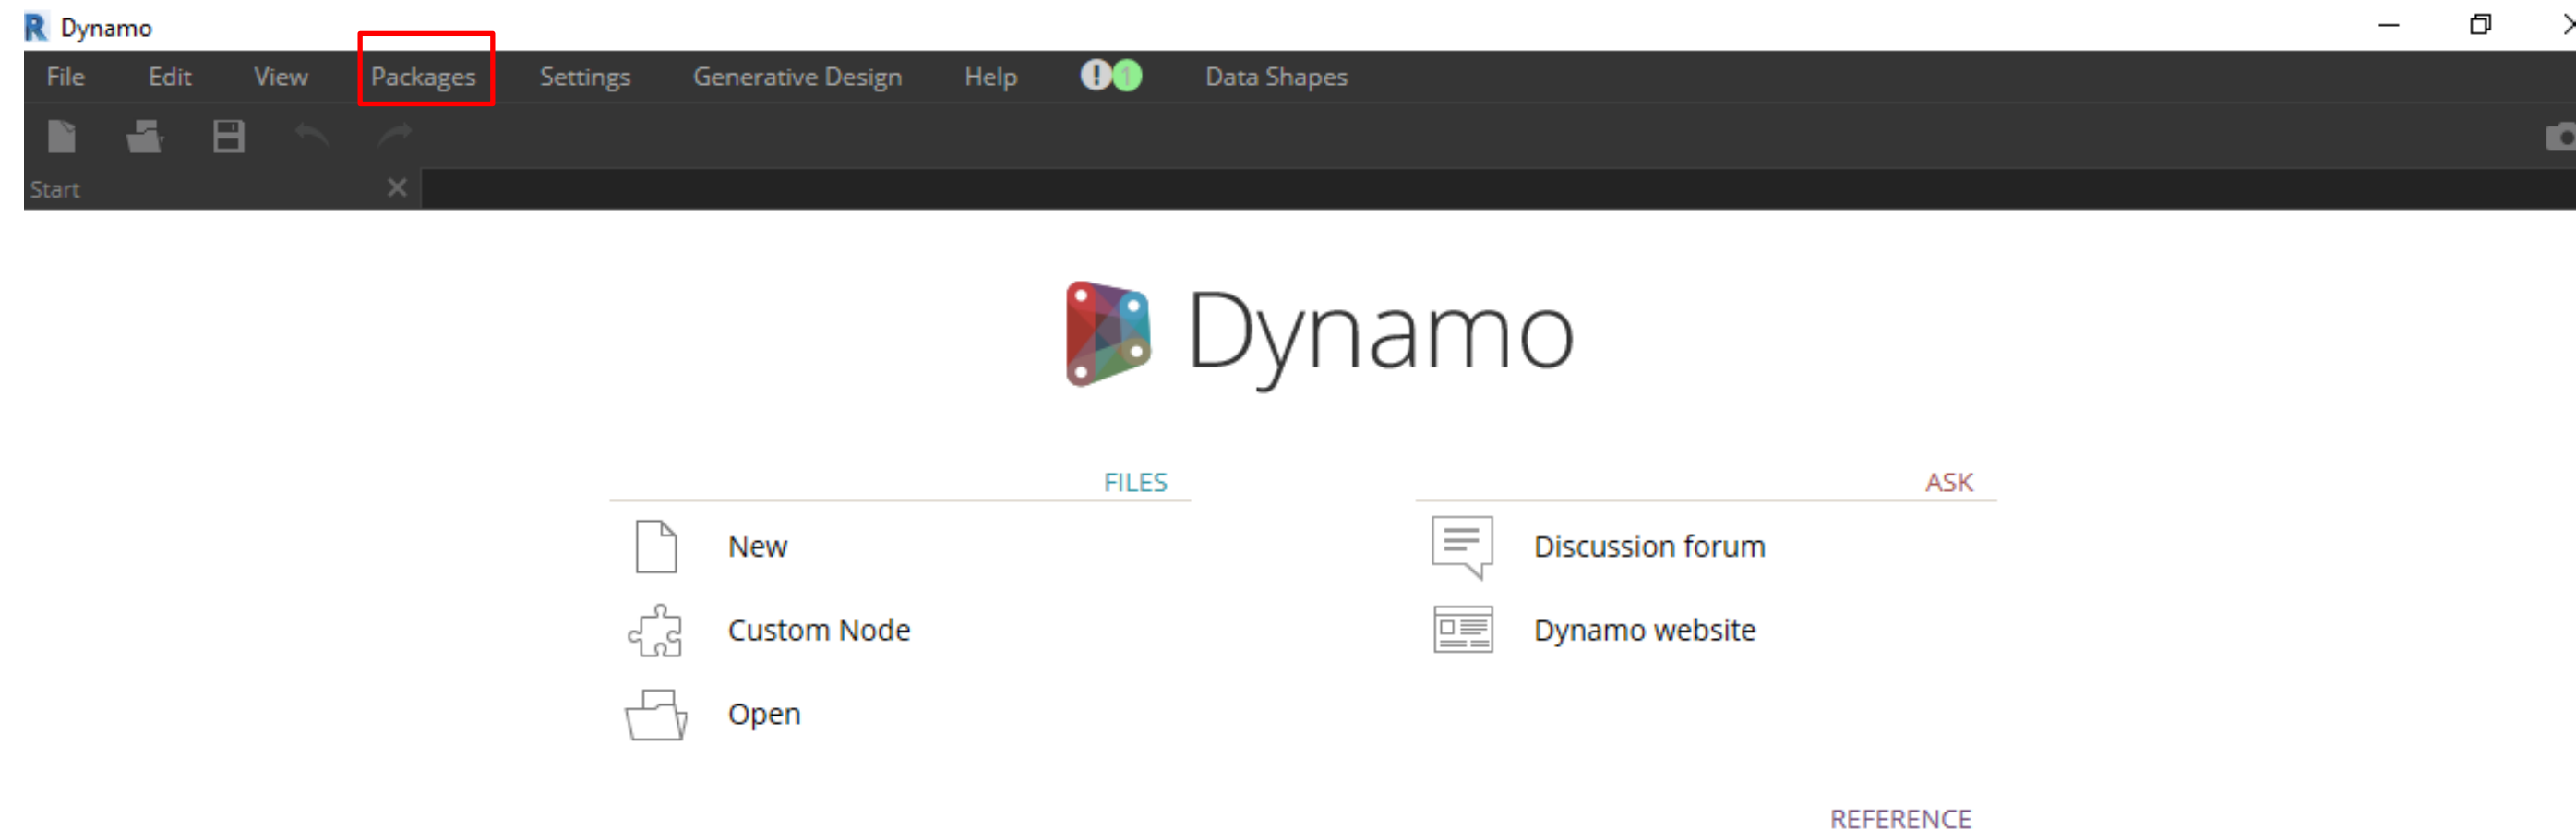 R Dynamo
File Edit View Packages Settings Generative Design Help ! 1 Data Shapes
Start
Dynamo
FILES
New
Custom Node
Open
ASK
Discussion forum
Dynamo website
REFERENCE